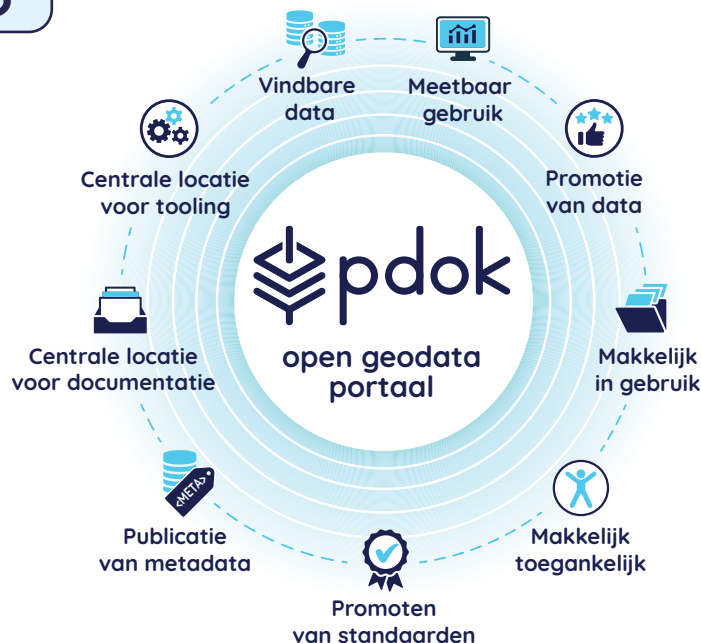 Vindbare
data
Meetbaar
gebruik
Centrale locatie
voor tooling
Promotie
van data
pdok
open geodata
portaal
Centrale locatie
voor documentatie
Makkelijk
in gebruik
<META>
Publicatie
van metadata
Makkelijk
toegankelijk
Promoten
van standaarden